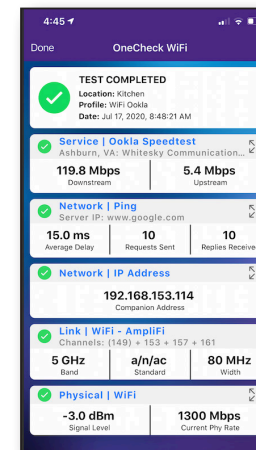 4:45
Done OneCheck WiFi
TEST COMPLETED
Location: Kitchen
Profile: WiFi Ookla
Date: Jul 17, 2020, 8:48:21 AM
Service | Ookla Speedtest
Ashburn, VA: Whitesky Communication...
119.8 Mbps 5.4 Mbps
Downstream Upstream
Network | Ping
Server IP: www.google.com
15.0 ms 10 10
Average Delay Requests Sent Replies Receive
Network | IP Address
192.168.153.114
Companion Address
Link | WiFi - AmpliFi
Channels: (149) + 153 + 157 + 161
5 GHz a/n/ac 80 MHz
Band Standard Width
Physical | WiFi
-3.0 dBm 1300 Mbps
Signal Level Current Phy Rate